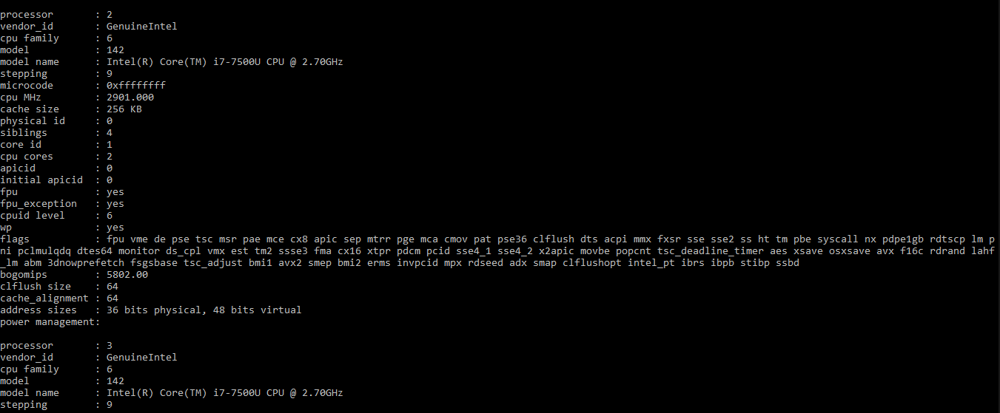 processor       : 2
vendor_id       : GenuineIntel
cpu family      : 6
model           : 142
model name      : Intel(R) Core(TM) i7-7500U CPU @ 2.70GHz
stepping        : 9
microcode       : 0xffffffff
cpu MHz         : 2901.000
cache size      : 256 KB
physical id     : 0
siblings        : 4
core id         : 1
cpu cores       : 2
apicid          : 0
initial apicid  : 0
fpu             : yes
fpu_exception   : yes
cpuid level     : 6
wp              : yes
flags           : fpu vme de pse tsc msr pae mce cx8 apic sep mtrr pge mca cmov pat pse36 clflush dts acpi mmx fxsr sse sse2 ss ht tm pbe syscall nx pdpe1gb rdtscp lm p
ni pclmulqdq dtes64 monitor ds_cpl vmx est tm2 ssse3 fma cx16 xtpr pdcm pcid sse4_1 sse4_2 x2apic movbe popcnt tsc_deadline_timer aes xsave osxsave avx f16c rdrand lahf
_lm abm 3dnowprefetch fsgsbase tsc_adjust bmi1 avx2 smep bmi2 erms invpcid mpx rdseed adx smap clflushopt intel_pt ibrs ibpb stibp ssbd
bogomips        : 5802.00
clflush size    : 64
cache_alignment : 64
address sizes   : 36 bits physical, 48 bits virtual
power management:
processor       : 3
vendor_id       : GenuineIntel
cpu family      : 6
model           : 142
model name      : Intel(R) Core(TM) i7-7500U CPU @ 2.70GHz
stepping        : 9